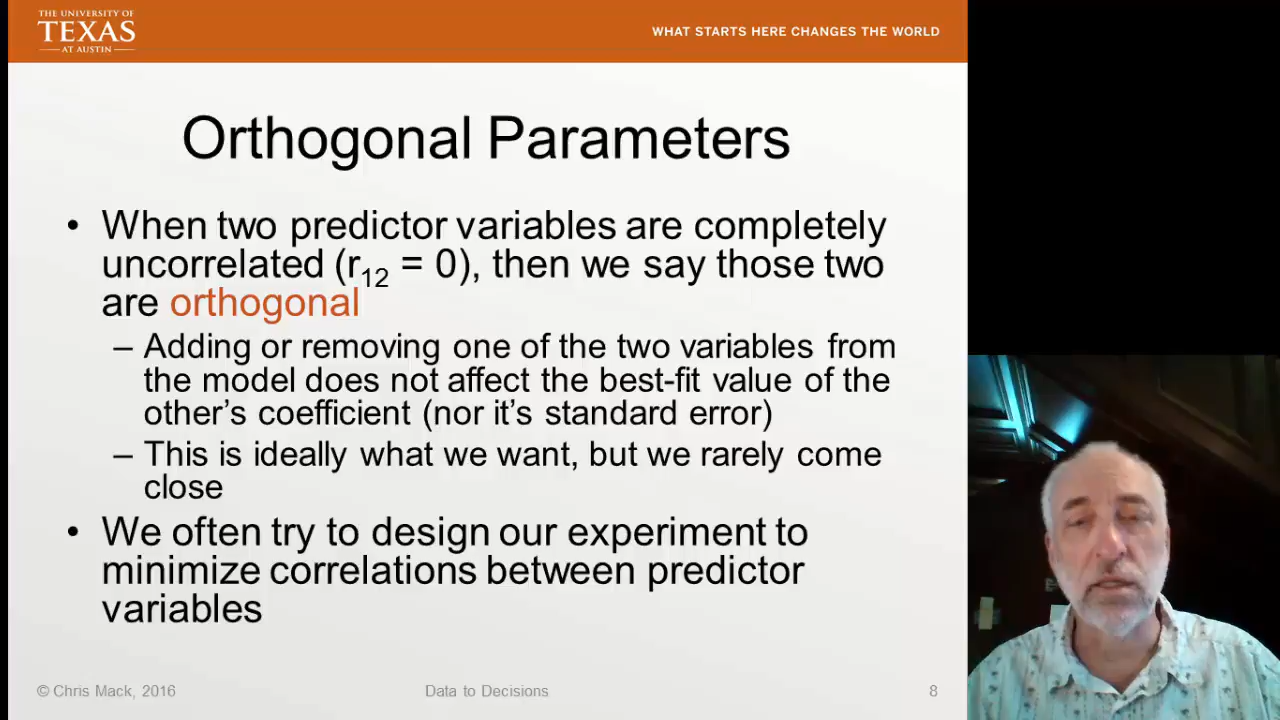 THE UNIVERSITY OF
TEXAS
AT AUSTIN
WHAT STARTS HERE CHANGES THE WORLD
Orthogonal Parameters
• When two predictor variables are completely
uncorrelated (r₁₂ = 0), then we say those two
are orthogonal
– Adding or removing one of the two variables from
the model does not affect the best-fit value of the
other’s coefficient (nor it’s standard error)
– This is ideally what we want, but we rarely come
close
• We often try to design our experiment to
minimize correlations between predictor
variables
© Chris Mack, 2016
Data to Decisions
8